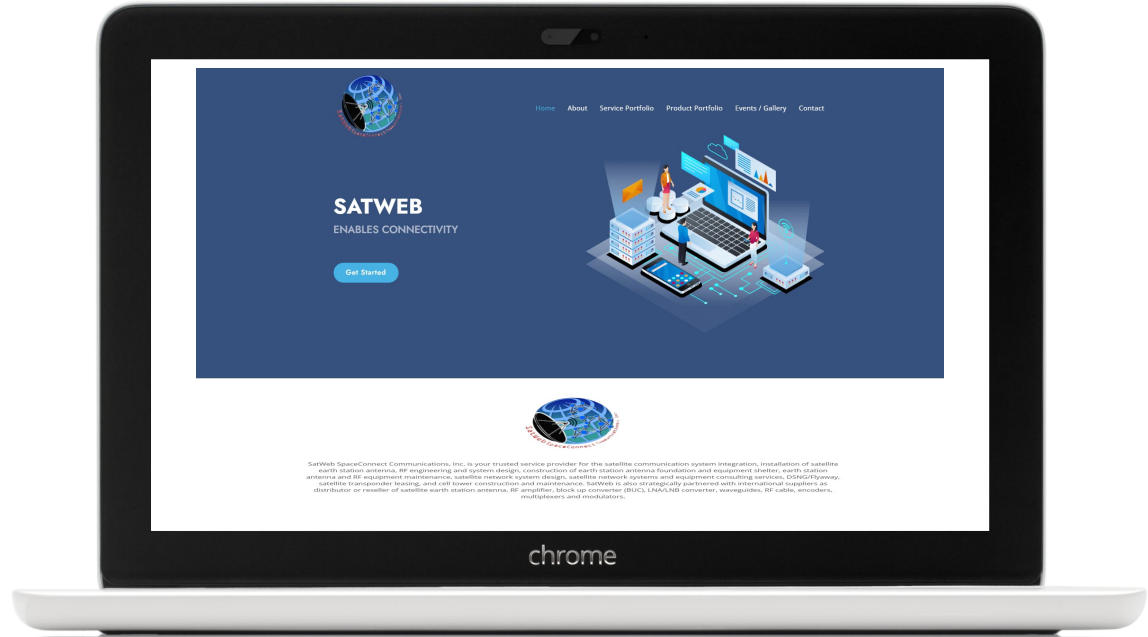 Home About Service Portfolio Product Portfolio Events / Gallery Contact
SATWEB
ENABLES CONNECTIVITY
Get Started
SatWeb SpaceConnect
SatWeb SpaceConnect Communications, Inc. is your trusted service provider for the satellite communication system integration, installation of satellite
earth station antenna, RF engineering and system design, construction of earth station antenna foundation and equipment shelter, earth station
antenna and RF equipment maintenance, satellite network system design, satellite network systems and equipment consulting services, DSNG/Flyaway,
satellite transponder leasing, and cell tower construction and maintenance. SatWeb is also strategically partnered with international suppliers as
distributor or reseller of satellite earth station antenna, RF amplifier, block up converter (BUC), LNA/LNB converter, waveguides, RF cable, encoders,
multiplexers and modulators.
chrome